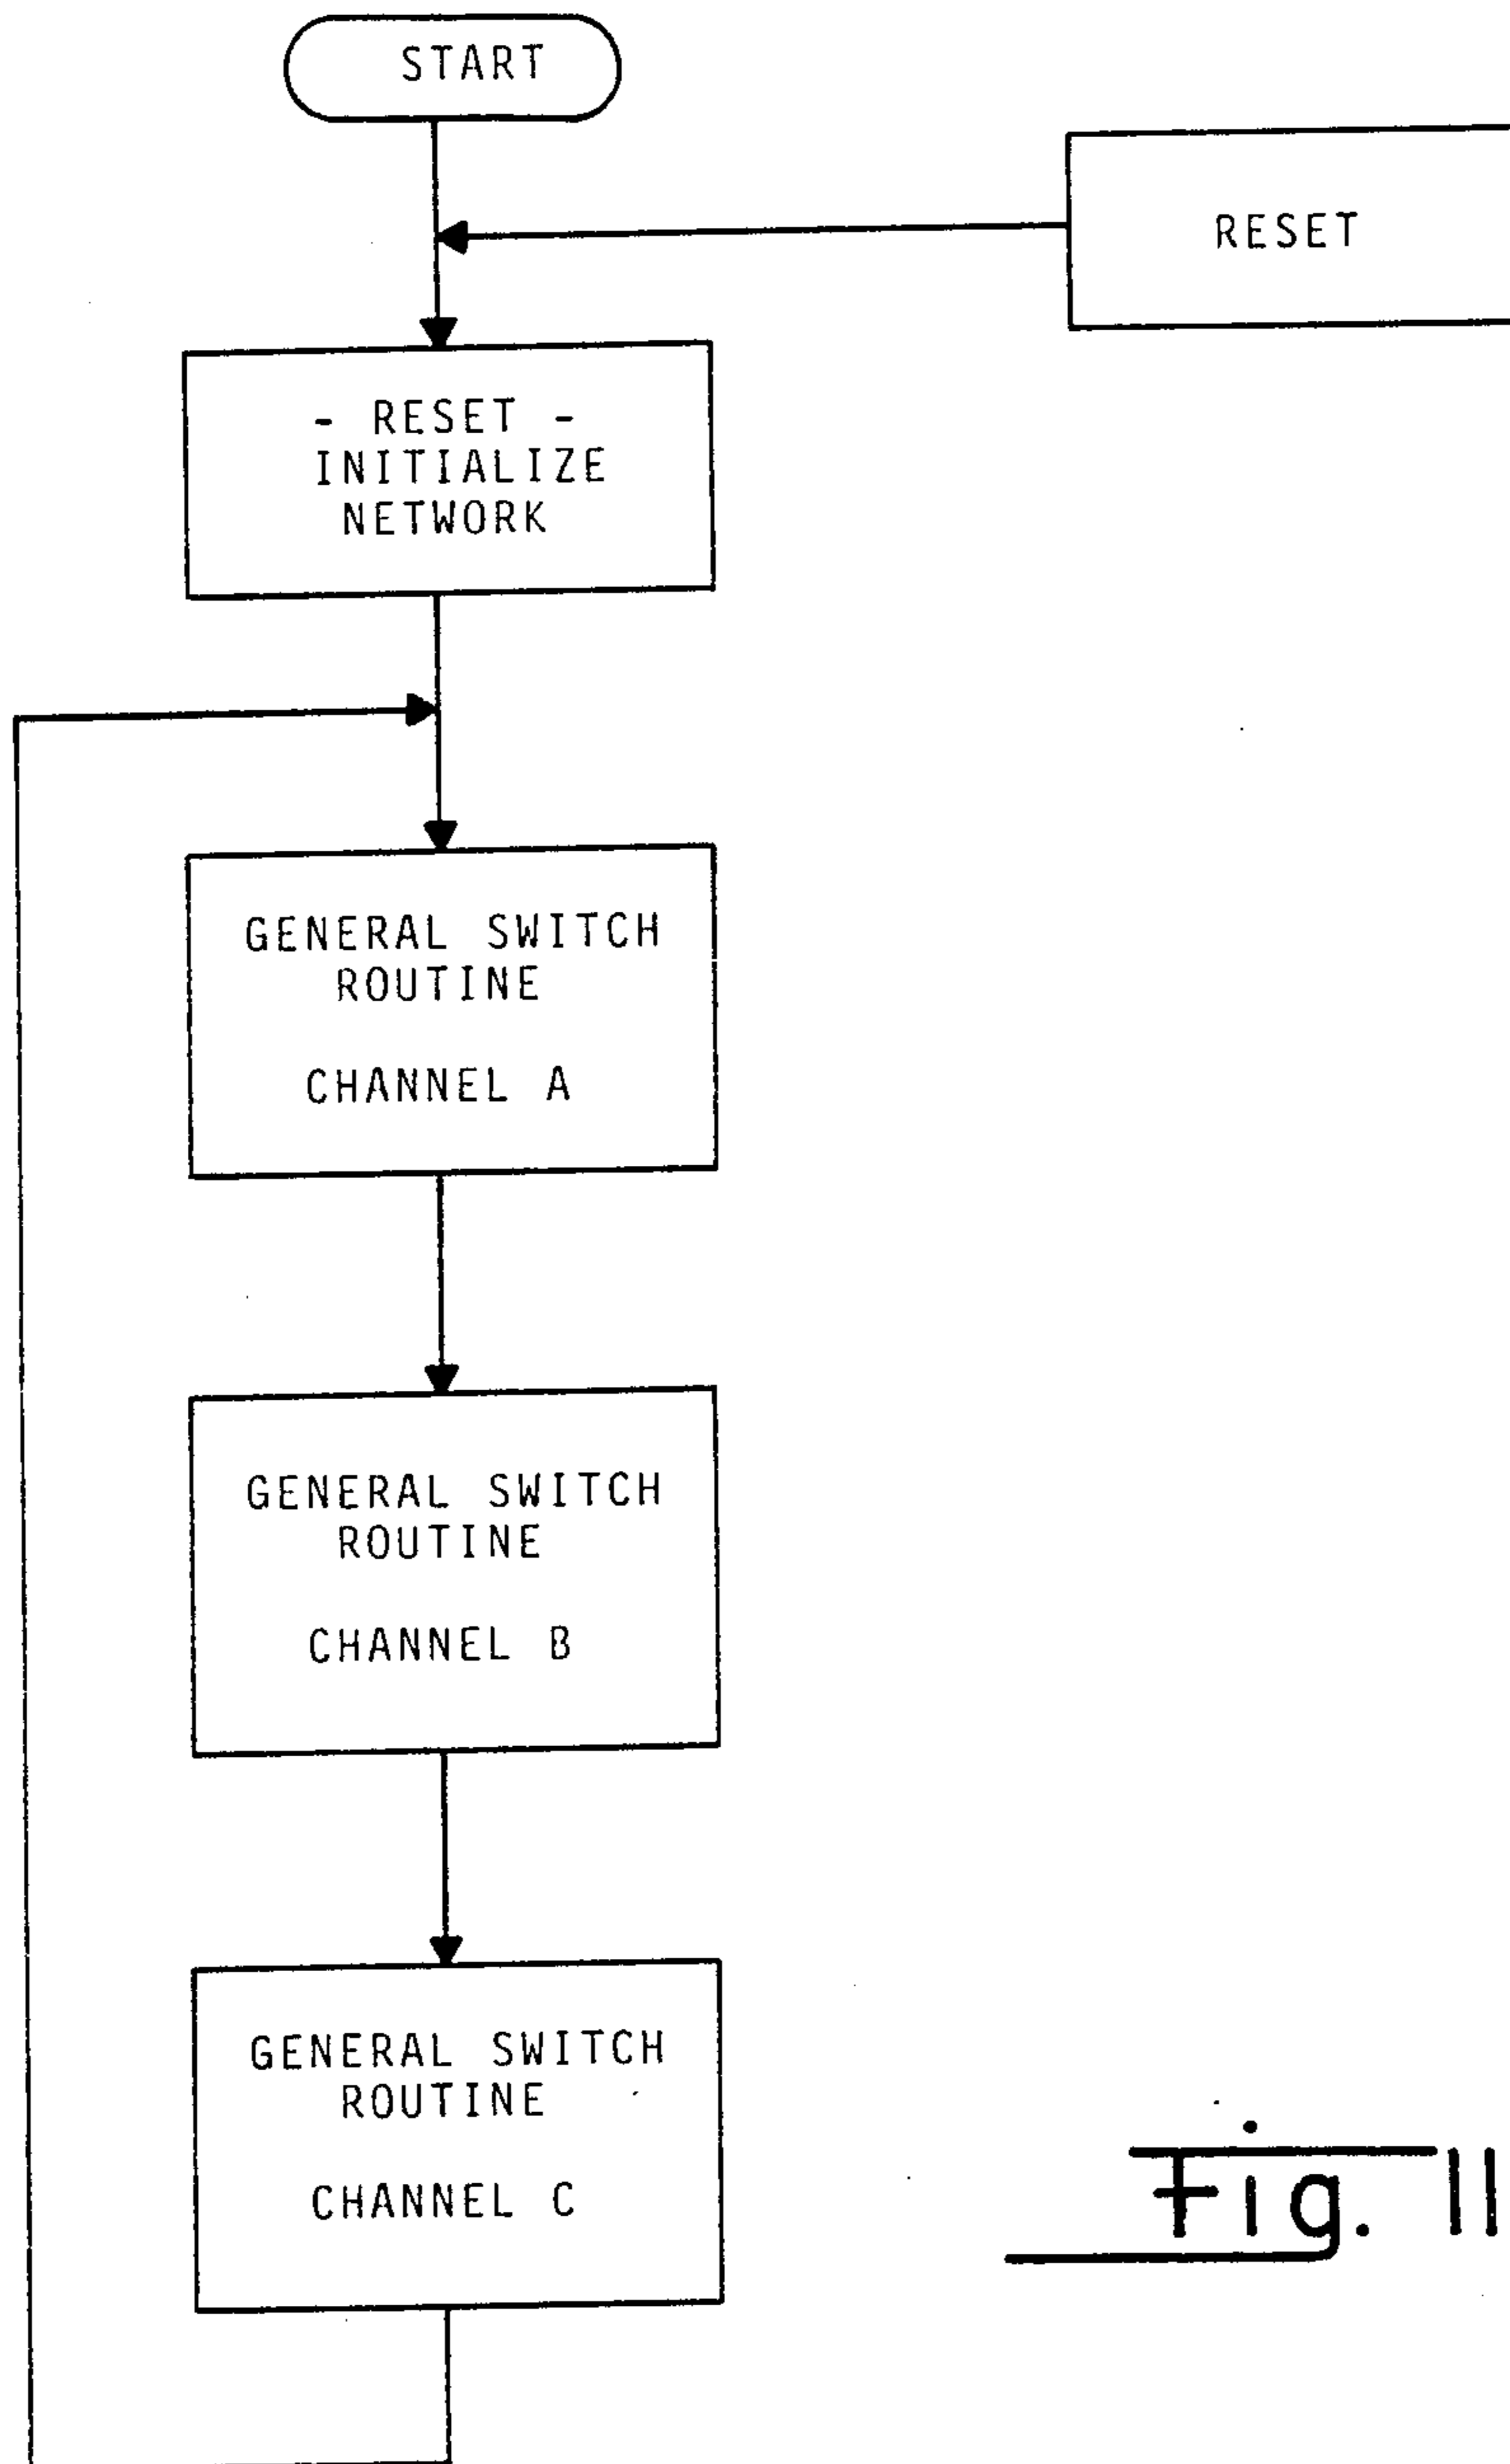 START
RESET
- RESET -
INITIALIZE
NETWORK
GENERAL SWITCH
ROUTINE
CHANNEL A
GENERAL SWITCH
ROUTINE
CHANNEL B
GENERAL SWITCH
ROUTINE
CHANNEL C
Fig. 11